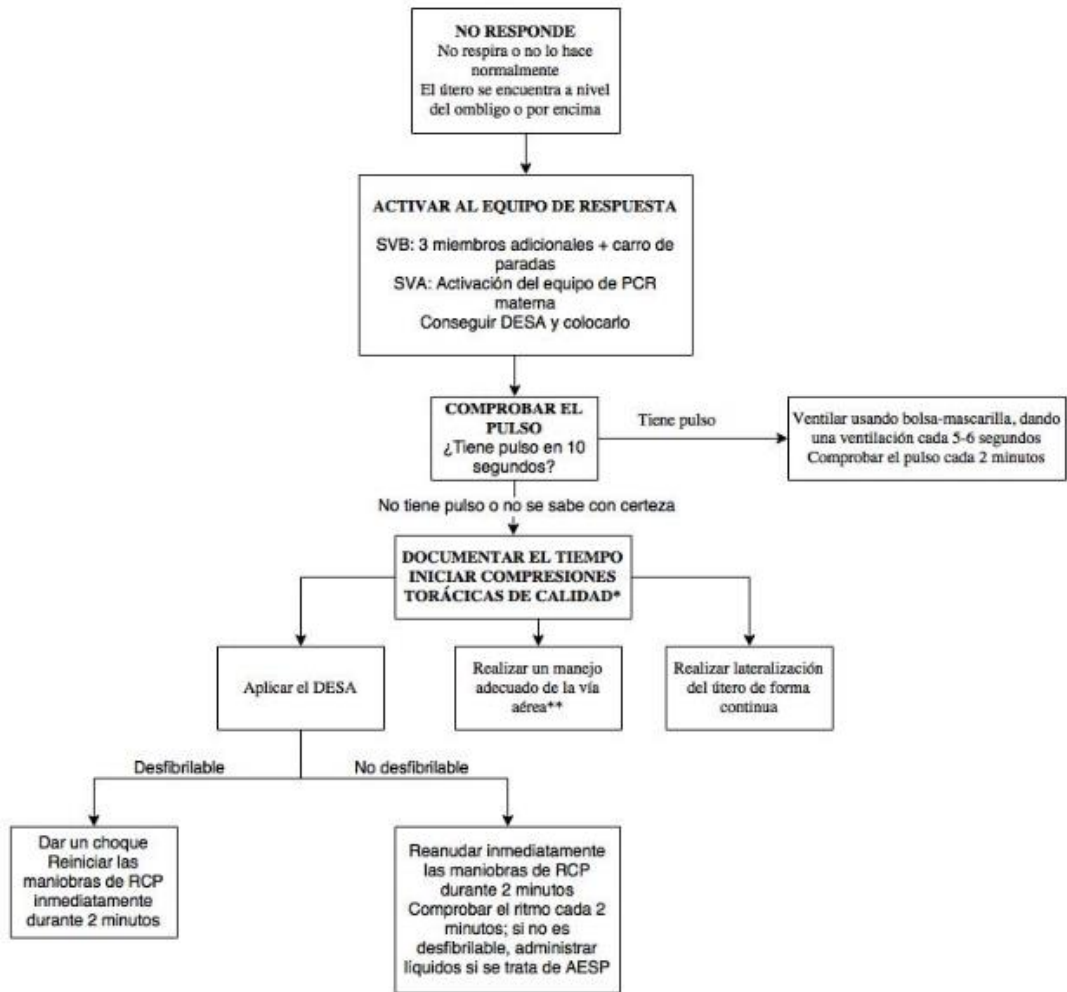 NO RESPONDE
No respira o no lo hace
normalmente
El útero se encuentra a nivel
del ombligo o por encima
ACTIVAR AL EQUIPO DE RESPUESTA
SVB: 3 miembros adicionales + carro de
paradas
SVA: Activación del equipo de PCR
materna
Conseguir DESA y colocarlo
COMPROBAR EL
PULSO
¿Tiene pulso en 10
segundos?
Tiene pulso
Ventilar usando bolsa-mascarilla, dando
una ventilación cada 5-6 segundos
Comprobar el pulso cada 2 minutos
No tiene pulso o no se sabe con certeza
DOCUMENTAR EL TIEMPO
INICIAR COMPRESIONES
TORÁCICAS DE CALIDAD*
Aplicar el DESA
Realizar un manejo
adecuado de la vía
aérea**
Realizar lateralización
del útero de forma
continua
Desfibrilable
No desfibrilable
Dar un choque
Reiniciar las
maniobras de RCP
inmediatamente
durante 2 minutos
Reanudar inmediatamente
las maniobras de RCP
durante 2 minutos
Comprobar el ritmo cada 2
minutos; si no es
desfibrilable, administrar
líquidos si se trata de AESP